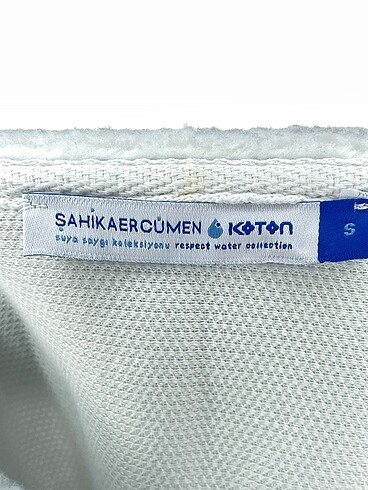 ŞAHİKAERCÜMEN KOTON S
suya saygı koleksiyonu respect water collection